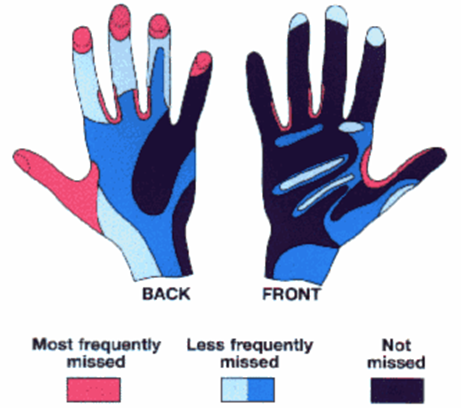 BACK
FRONT
Most frequently
missed
Less frequently
missed
Not
missed